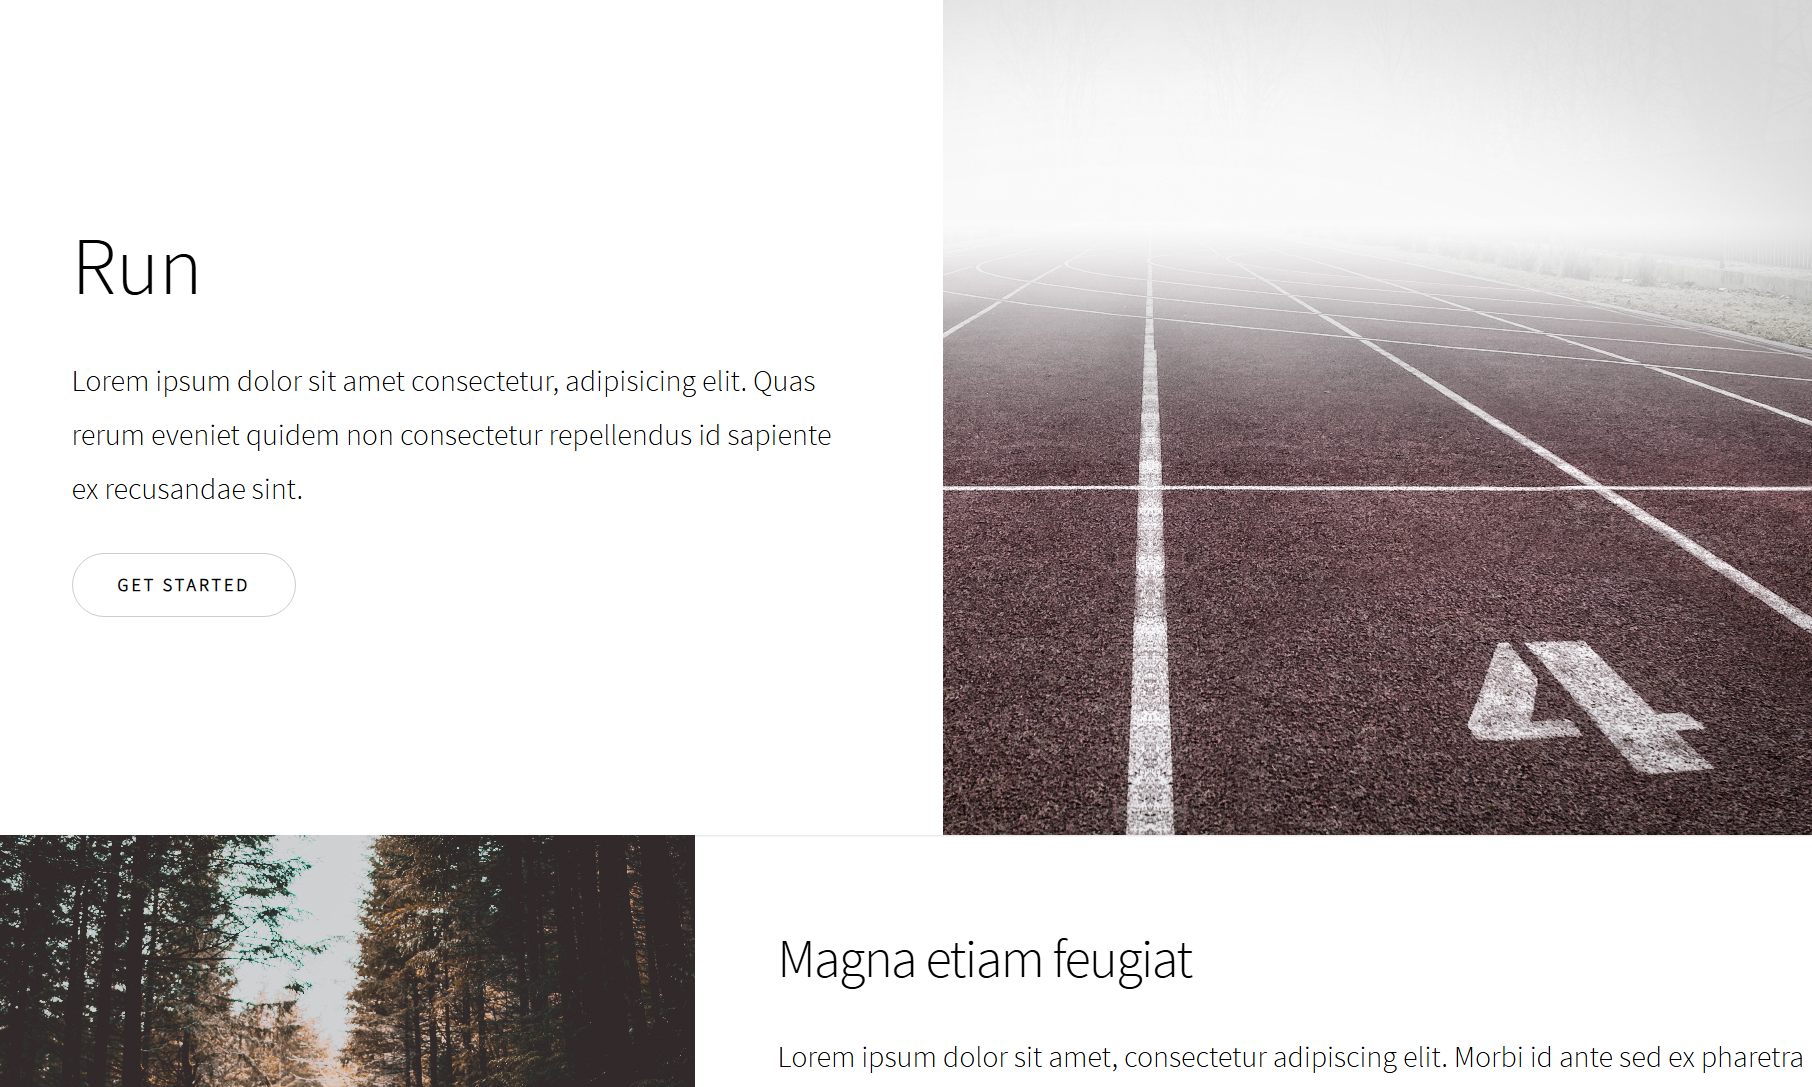 Run
Lorem ipsum dolor sit amet consectetur, adipisicing elit. Quas
rerum eveniet quidem non consectetur repellendus id sapiente
ex recusandae sint.
GET STARTED
4
Magna etiam feugiat
Lorem ipsum dolor sit amet, consectetur adipiscing elit. Morbi id ante sed ex pharetra